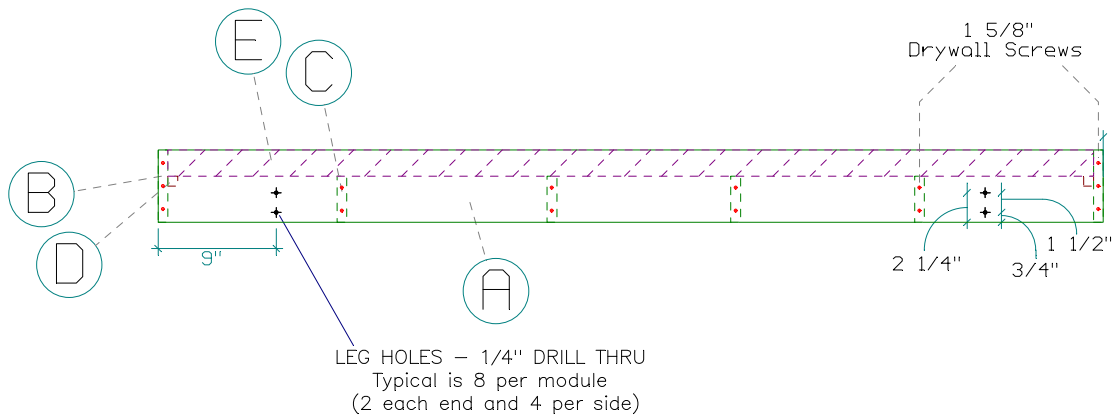 E
C
1 5/8"
Drywall Screws
B
D
9"
A
2 1/4"
1 1/2"
3/4"
LEG HOLES - 1/4" DRILL THRU
Typical is 8 per module
(2 each end and 4 per side)